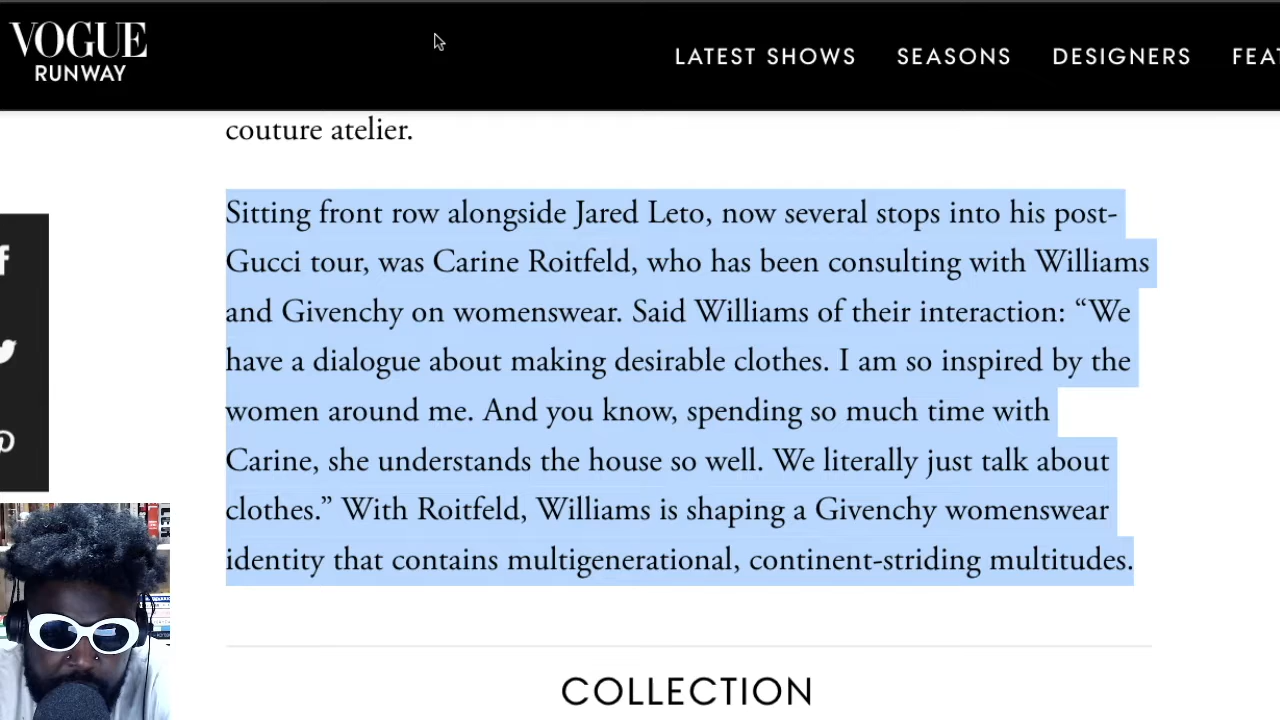 VOGUE
RUNWAY
LATEST SHOWS
SEASONS
DESIGNERS
FEAT
couture atelier.
Sitting front row alongside Jared Leto, now several stops into his post-
Gucci tour, was Carine Roitfeld, who has been consulting with Williams
and Givenchy on womenswear. Said Williams of their interaction: “We
have a dialogue about making desirable clothes. I am so inspired by the
women around me. And you know, spending so much time with
Carine, she understands the house so well. We literally just talk about
clothes.” With Roitfeld, Williams is shaping a Givenchy womenswear
identity that contains multigenerational, continent-striding multitudes.
COLLECTION